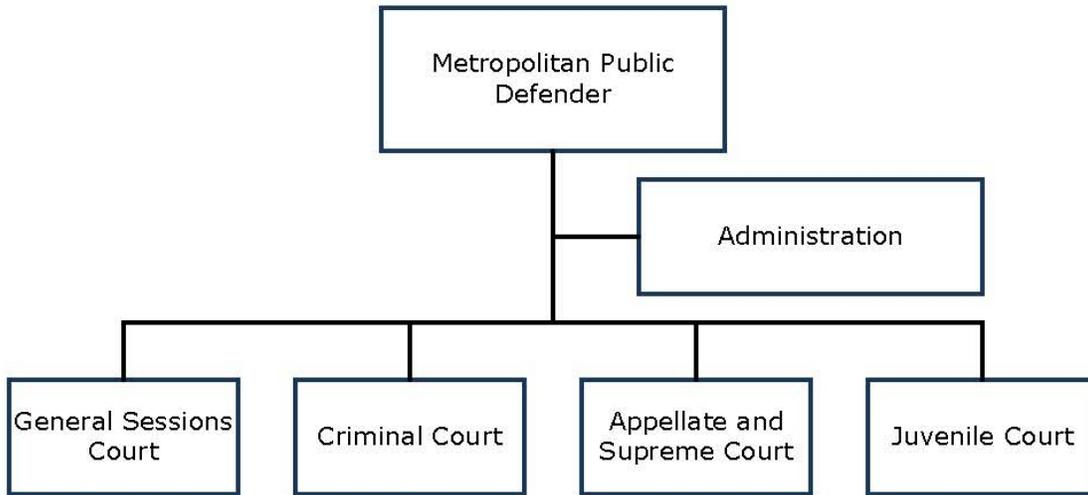 Metropolitan Public
Defender
Administration
General Sessions
Court
Criminal Court
Appellate and
Supreme Court
Juvenile Court